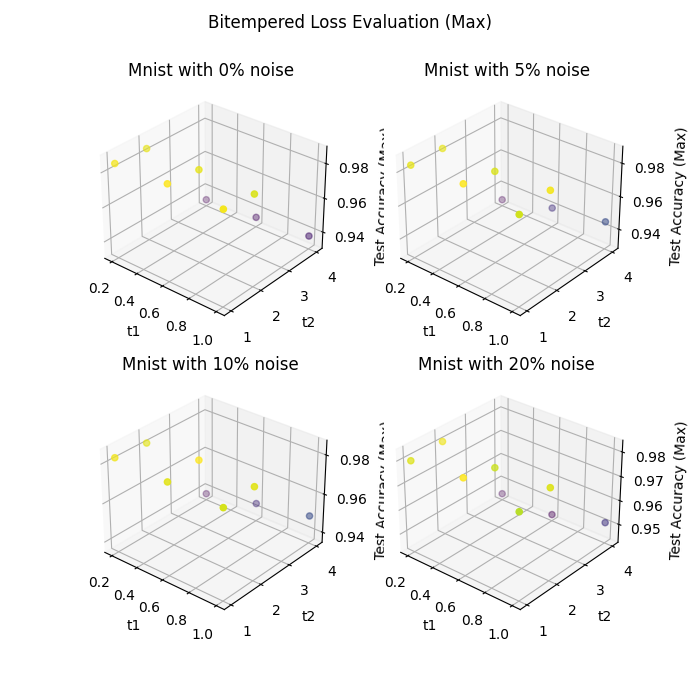 Bitempered Loss Evaluation (Max)
Mnist with 0% noise
0.98
0.96
0.94
Test Accuracy (Max)
0.2
0.4
0.6
0.8
1.0
t1
1
2
3
4
t2
Mnist with 5% noise
0.98
0.96
0.94
Test Accuracy (Max)
0.2
0.4
0.6
0.8
1.0
t1
1
2
3
4
t2
Mnist with 10% noise
0.98
0.96
0.94
Test Accuracy (Max)
0.2
0.4
0.6
0.8
1.0
t1
1
2
3
4
t2
Mnist with 20% noise
0.98
0.97
0.96
0.95
Test Accuracy (Max)
0.2
0.4
0.6
0.8
1.0
t1
1
2
3
4
t2